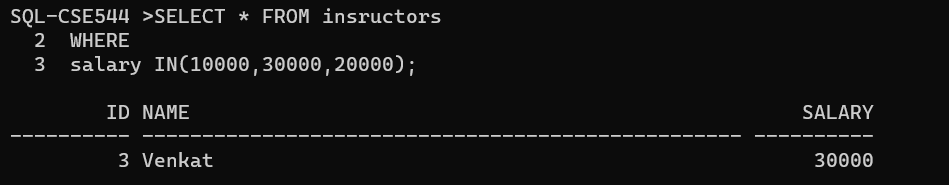 SQL-CSE544 >SELECT * FROM insructors
  2  WHERE
  3  salary IN(10000,30000,20000);

        ID NAME                                                   SALARY
---------- -------------------------------------------------- ----------
         3 Venkat                                                  30000